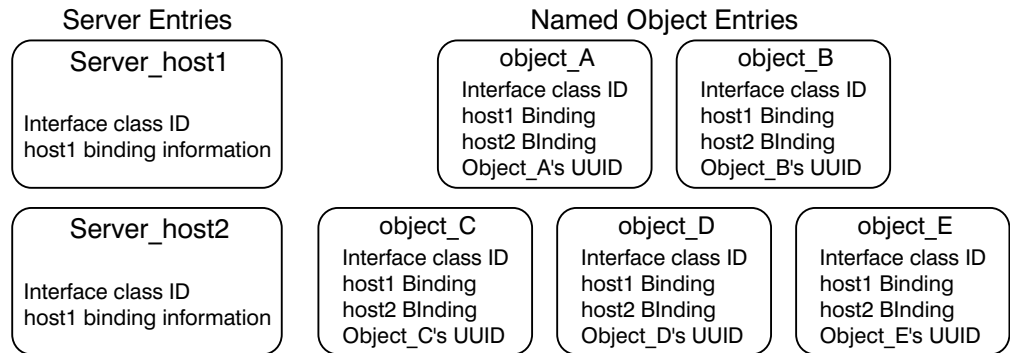 Server Entries
Named Object Entries
Server_host1
Interface class ID
host1 binding information
object_A
Interface class ID
host1 Binding
host2 BInding
Object_A's UUID
object_B
Interface class ID
host1 Binding
host2 BInding
Object_B's UUID
Server_host2
Interface class ID
host1 binding information
object_C
Interface class ID
host1 Binding
host2 BInding
Object_C's UUID
object_D
Interface class ID
host1 Binding
host2 BInding
Object_D's UUID
object_E
Interface class ID
host1 Binding
host2 BInding
Object_E's UUID